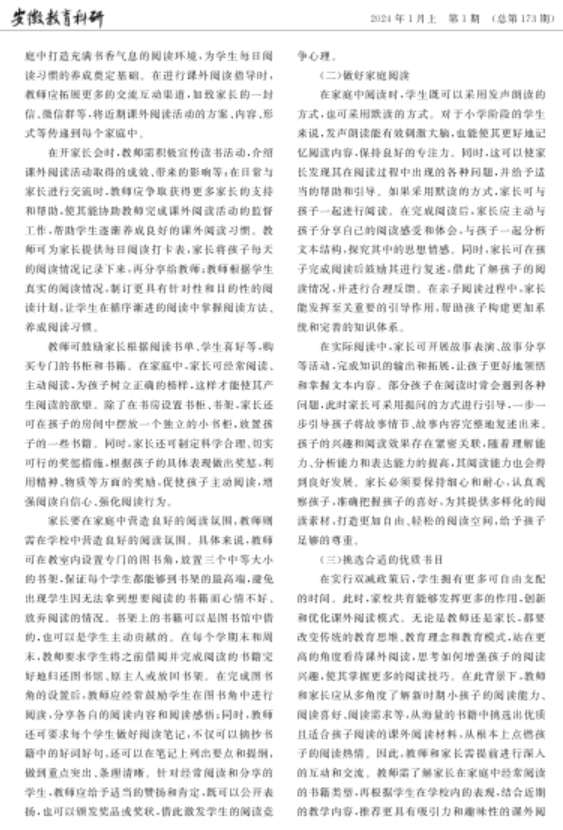 安徽教育科研
2024年1月上 第1期 (总第173期)
庭中打造充满书香气息的阅读环境,为学生每日阅
读习惯的养成奠定基础。在进行课外阅读指导时,
教师应拓展更多的交流互动渠道,如致家长的一封
信、微信群等,将近期课外阅读活动的方案、内容、形
式等传递到每个家庭中。
在开家长会时,教师需积极宣传读书活动,介绍
课外阅读活动取得的成效、带来的影响等;在日常与
家长进行交流时,教师应争取获得更多家长的支持
和帮助,使其能协助教师完成课外阅读活动的监督
工作,帮助学生逐渐养成良好的课外阅读习惯。教
师可为家长提供每日阅读打卡表,家长将孩子每天
的阅读情况记录下来,再分享给教师;教师根据学生
真实的阅读情况,制订更具有针对性和目的性的阅
读计划,让学生在循序渐进的阅读中掌握阅读方法、
养成阅读习惯。
教师可鼓励家长根据阅读书单、学生喜好等,购
买专门的书柜和书籍。在家庭中,家长可经常阅读、
主动阅读,为孩子树立正确的榜样,这样才能使其产
生阅读的欲望。除了在书房设置书柜、书架,家长还
可在孩子的房间中摆放一个独立的小书柜,放置孩
子的一些书籍。同时,家长还可制定科学合理、切实
可行的奖惩措施,根据孩子的具体表现做出奖惩,利
用精神、物质等方面的奖励,促使孩子主动阅读,增
强阅读自信心、强化阅读行为。
家长要在家庭中营造良好的阅读氛围,教师则
需在学校中营造良好的阅读氛围。具体来说,教师
可在教室内设置专门的图书角,放置三个中等大小
的书架,保证每个学生都能够到书架的最高端,避免
出现学生因无法拿到想要阅读的书籍而心情不好、
放弃阅读的情况。书架上的书籍可以是图书馆中借
的,也可以是学生主动贡献的。在每个学期末和周
末,教师要求学生将之前借阅并完成阅读的书籍完
好地归还图书馆、原主人或放回书架。在完成图书
角的设置后,教师应经常鼓励学生在图书角中进行
阅读,分享各自的阅读内容和阅读感悟;同时,教师
还可要求每个学生做好阅读笔记,不仅可以摘抄书
籍中的好词好句,还可以在笔记上列出要点和提纲,
做到重点突出、条理清晰。针对经常阅读和分享的
学生,教师应给予适当的赞扬和肯定,既可以公开表
扬,也可以颁发奖品或奖状,借此激发学生的阅读竞
争心理。
(二)做好家庭阅读
在家庭中阅读时,学生既可以采用发声朗读的
方式,也可采用默读的方式。对于小学阶段的学生
来说,发声朗读能有效刺激大脑,也能使其更好地记
忆阅读内容,保持良好的专注力。同时,这可以使家
长发现其在阅读过程中出现的各种问题,并给予适
当的帮助和引导。如果采用默读的方式,家长可与
孩子一起进行阅读。在完成阅读后,家长应主动与
孩子分享自己的阅读感受和体会,与孩子一起分析
文本结构,探究其中的思想情感。同时,家长可在孩
子完成阅读后鼓励其进行复述,借此了解孩子的阅
读情况,并进行合理反馈。在亲子阅读过程中,家长
能发挥至关重要的引导作用,帮助孩子构建更加系
统和完善的知识体系。
在实际阅读中,家长可开展故事表演、故事分享
等活动,完成知识的输出和拓展,让孩子更好地领悟
和掌握文本内容。部分孩子在阅读时常会遇到各种
问题,此时家长可采用提问的方式进行引导,一步一
步引导孩子将故事情节、故事内容完整地复述出来。
孩子的兴趣和阅读效果存在紧密关联,随着理解能
力、分析能力和表达能力的提高,其阅读能力也会得
到良好发展。家长必须要保持细心和耐心,认真观
察孩子,准确把握孩子的喜好,为其提供多样化的阅
读素材,打造更加自由、轻松的阅读空间,给予孩子
足够的尊重。
(三)挑选合适的优质书目
在实行双减政策后,学生拥有更多可自由支配
的时间。此时,家校共育能够发挥更多的作用,创新
和优化课外阅读模式。无论是教师还是家长,都要
改变传统的教育思维、教育理念和教育模式,站在更
高的角度看待课外阅读,思考如何增强孩子的阅读
兴趣,使其掌握更多的阅读技巧。在此背景下,教师
和家长应从多角度了解新时期小孩子的阅读能力、
阅读喜好、阅读需求等,从海量的书籍中挑选出优质
且适合孩子阅读的课外阅读材料,从根本上点燃孩
子的阅读热情。因此,教师和家长需提前进行深入
的互动和交流。教师需了解家长在家庭中经常阅读
的书籍类型,再根据学生在学校内的表现,结合近期
的教学内容,推荐更具有吸引力和趣味性的课外阅